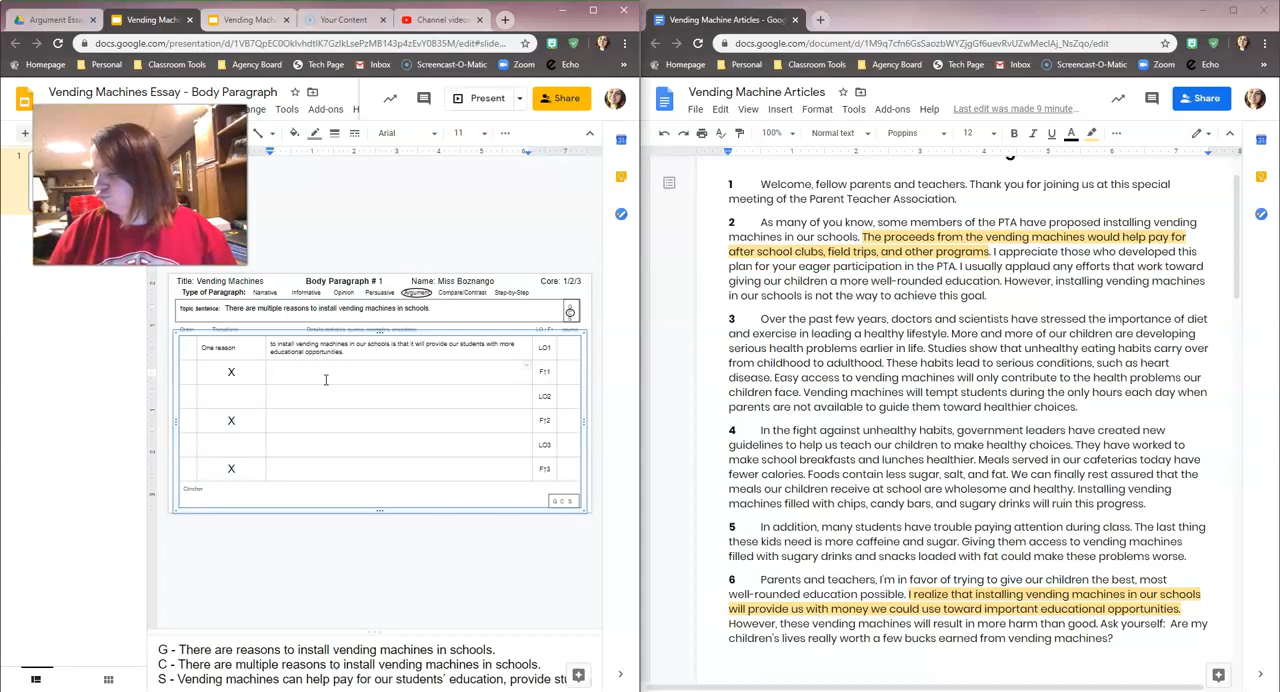 Argument Essa
Vending Mach
Vending Mach
Your Content
Channel video
Vending Machine Articles - Goog
docs.google.com/presentation/d/1VB7QpEC0OkIvhdtIK7GzIkLsePzMB143p4zEvY0B35M/edit#slide...
docs.google.com/document/d/1M9q7cfn6GsSaozbWYZjgGf6uevRvUZwMeclAj_NsZqo/edit
Homepage
Personal
Classroom Tools
Agency Board
Tech Page
Inbox
Screencast-O-Matic
Zoom
Echo
»
Homepage
Personal
Classroom Tools
Agency Board
Tech Page
Inbox
Screencast-O-Matic
Zoom
Echo
»
Vending Machines Essay - Body Paragraph
ange Tools Add-ons H
Present
Share
Arial
11
Vending Machine Articles
File Edit View Insert Format Tools Add-ons Help Last edit was made 9 minute...
Share
100%
Normal text
Poppins
12
B I U A
1
Title: Vending Machines Body Paragraph # 1 Name: Miss Boznango Core: 1/2/3
Type of Paragraph: Narrative Informative Opinion Persuasive Argument Compare/Contrast Step-by-Step
Topic Sentence: There are multiple reasons to install vending machines in schools.
G
C
S
One reason
to install vending machines in our schools is that it will provide our students with more
educational opportunities.
LO1
X
F†1
LO2
X
F†2
LO3
X
F†3
Clincher
G C S
G - There are reasons to install vending machines in schools.
C - There are multiple reasons to install vending machines in schools.
S - Vending machines can help pay for our students' education, provide stu
1 Welcome, fellow parents and teachers. Thank you for joining us at this special
meeting of the Parent Teacher Association.
2 As many of you know, some members of the PTA have proposed installing vending
machines in our schools. The proceeds from the vending machines would help pay for
after school clubs, field trips, and other programs. I appreciate those who developed this
plan for your eager participation in the PTA. I usually applaud any efforts that work toward
giving our children a more well-rounded education. However, installing vending machines
in our schools is not the way to achieve this goal.
3 Over the past few years, doctors and scientists have stressed the importance of diet
and exercise in leading a healthy lifestyle. More and more of our children are developing
serious health problems earlier in life. Studies show that unhealthy eating habits carry over
from childhood to adulthood. These habits lead to serious conditions, such as heart
disease. Easy access to vending machines will only contribute to the health problems our
children face. Vending machines will tempt students during the only hours each day when
parents are not available to guide them toward healthier choices.
4 In the fight against unhealthy habits, government leaders have created new
guidelines to help us teach our children to make healthy choices. They have worked to
make school breakfasts and lunches healthier. Meals served in our cafeterias today have
fewer calories. Foods contain less sugar, salt, and fat. We can finally rest assured that the
meals our children receive at school are wholesome and healthy. Installing vending
machines filled with chips, candy bars, and sugary drinks will ruin this progress.
5 In addition, many students have trouble paying attention during class. The last thing
these kids need is more caffeine and sugar. Giving them access to vending machines
filled with sugary drinks and snacks loaded with fat could make these problems worse.
6 Parents and teachers, I'm in favor of trying to give our children the best, most
well-rounded education possible. I realize that installing vending machines in our schools
will provide us with money we could use toward important educational opportunities.
However, these vending machines will result in more harm than good. Ask yourself: Are my
children's lives really worth a few bucks earned from vending machines?